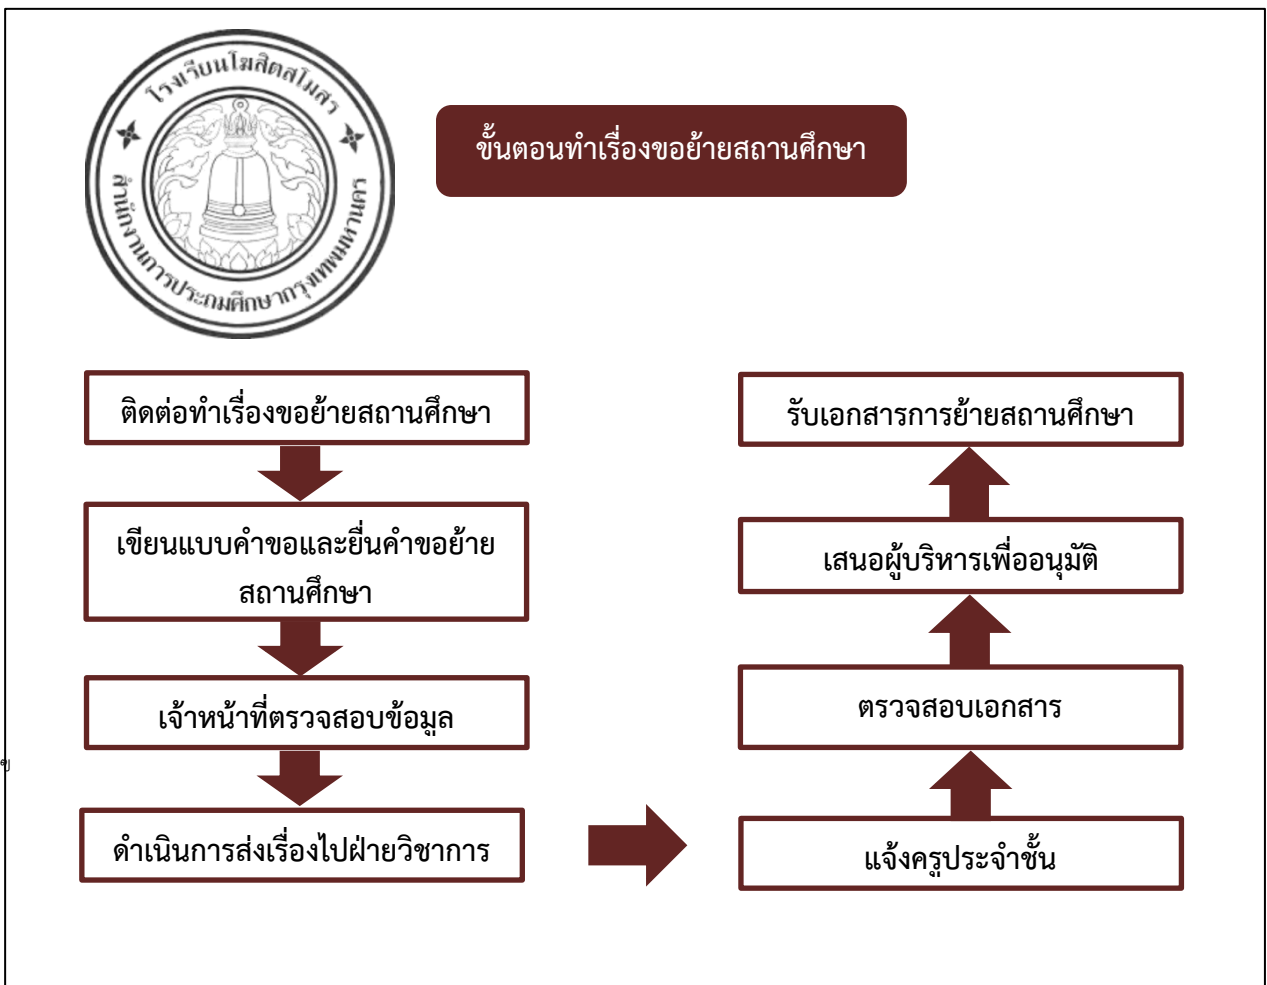 โรงเรียนโฆสิตสโมสร
สำนักงานการประถมศึกษากรุงเทพมหานคร
ขั้นตอนทำเรื่องขอย้ายสถานศึกษา
ติดต่อทำเรื่องขอย้ายสถานศึกษา
เขียนแบบคำขอและยื่นคำขอย้าย
สถานศึกษา
เจ้าหน้าที่ตรวจสอบข้อมูล
ดำเนินการส่งเรื่องไปฝ่ายวิชาการ
แจ้งครูประจำชั้น
ตรวจสอบเอกสาร
เสนอผู้บริหารเพื่ออนุมัติ
รับเอกสารการย้ายสถานศึกษา